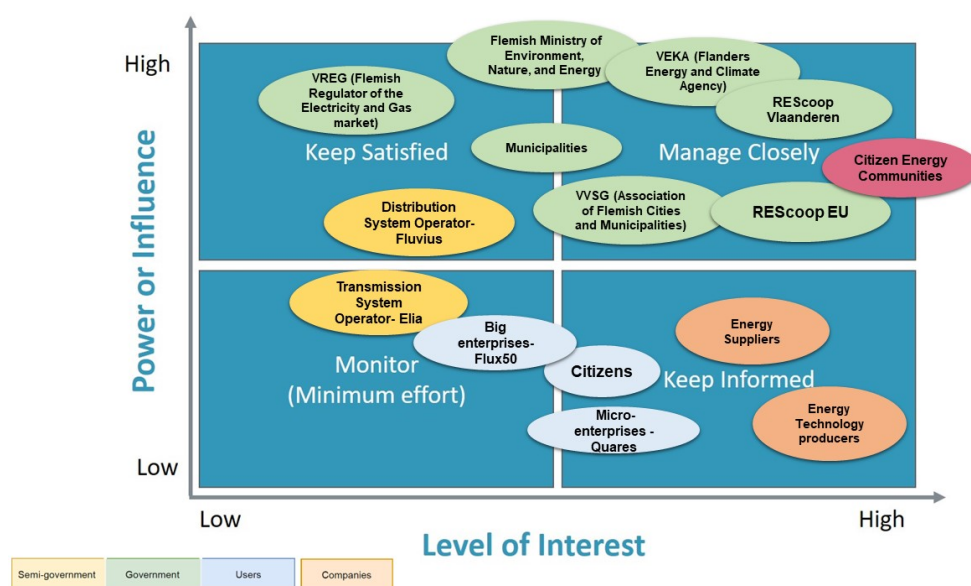 High
Flemish Ministry of
Environment,
Nature, and Energy
VEKA (Flanders
Energy and Climate
Agency)
VREG (Flemish
Regulator of the
Electricity and Gas
market)
REScoop
Vlaanderen
Keep Satisfied
Municipalities
Manage Closely
Citizen Energy
Communities
Distribution
System Operator-
Fluvius
VVSG (Association
of Flemish Cities
and Municipalities)
REScoop EU
Power or Influence
Transmission
System
Operator- Elia
Big
enterprises-
Flux50
Energy
Suppliers
Monitor
(Minimum effort)
Citizens
Keep Informed
Micro-
enterprises -
Quares
Energy
Technology
producers
Low
Low
High
Level of Interest
Semi-government
Government
Users
Companies